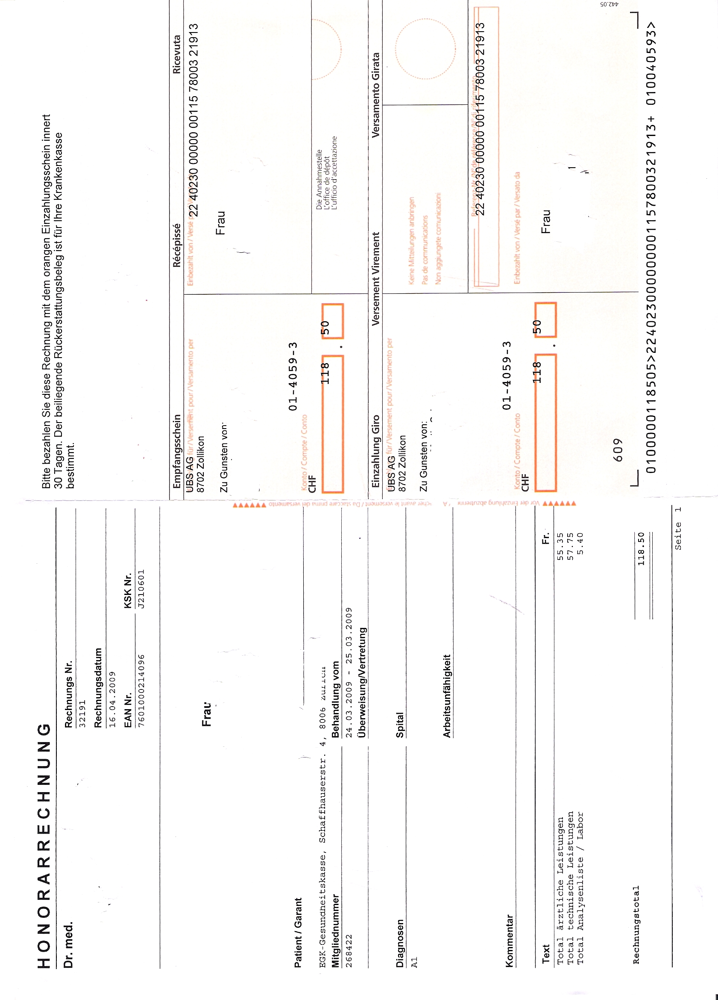 HONORARRECHNUNG
Dr. med.
Rechnungs Nr.
32191
Rechnungsdatum
16.04.2009
EAN Nr. KSK Nr.
7601000214096 J210601
Frau
Patient / Garant
EGK-Gesundheitskasse, Schaffhauserstr. 4, 8006 Zürich
Mitgliednummer Behandlung vom
268422 24.03.2009 - 25.03.2009
Überweisung/Vertretung
Diagnosen Spital
A1
Arbeitsunfähigkeit
Kommentar
Text Fr.
Total ärztliche Leistungen 55.35
Total technische Leistungen 57.75
Total Analysenliste / Labor 5.40
Rechnungstotal 118.50
Seite 1
Bitte bezahlen Sie diese Rechnung mit dem orangen Einzahlungsschein innert
30 Tagen. Der beiliegende Rückerstattungsbeleg ist für Ihre Krankenkasse
bestimmt.
Empfangsschein Récépissé Ricevuta
für / Versement pour / Versamento per
UBS AG
8702 Zollikon
Zu Gunsten von:
Einbezahlt von / Versé
22 40230 00000 00115 78003 21913
Frau
01-4059-3
Konto / Compte / Conto
CHF
118 . 50
Die Annahmestelle
L'office de dépôt
L'ufficio d'accettazione
Vor der Einzahlung abzutrennen
avant le versement / Da staccare prima del versamento
Einzahlung Giro Versement Virement Versamento Girata
für / Versement pour / Versamento per
UBS AG
8702 Zollikon
Zu Gunsten von:
Keine Mitteilungen anbringen
Pas de communications
Non aggiungete comunicazioni
Referenz-Nr./N° de référence/N° di riferimento
22 40230 00000 00115 78003 21913
01-4059-3
Konto / Compte / Conto
CHF
118 . 50
Einbezahlt von / Versé par / Versato da
Frau
609
0100000118505>224023000000001157800321913+ 010040593>
442.05